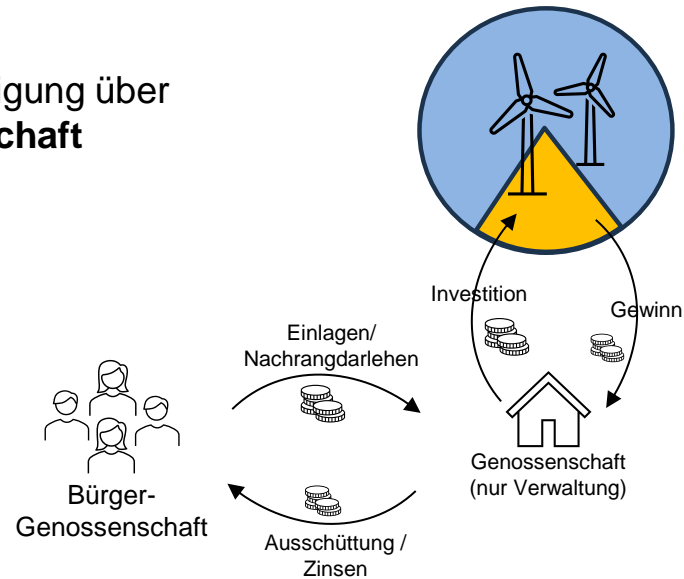 igung über
chaft
Investition
Gewinn
Einlagen/
Nachrangdarlehen
Genossenschaft
(nur Verwaltung)
Bürger-
Genossenschaft
Ausschüttung /
Zinsen